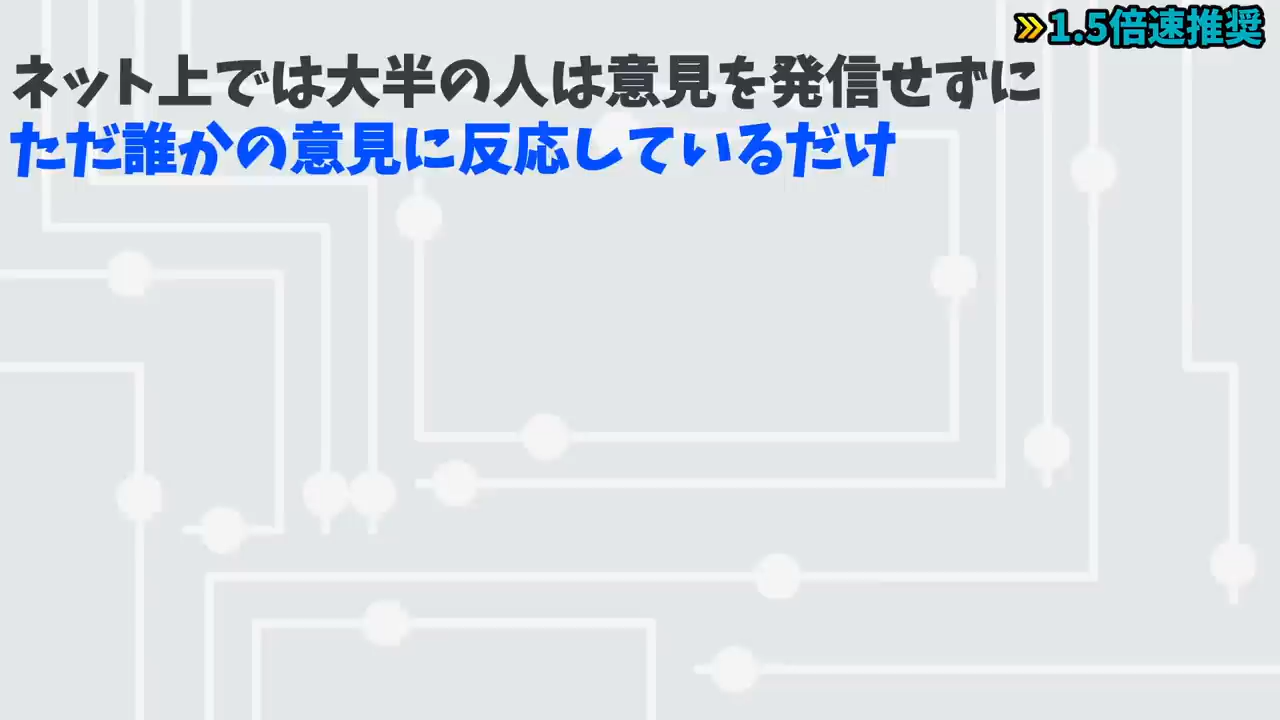 »1.5倍速推奨
ネット上では大半の人は意見を発信せずに
ただ誰かの意見に反応しているだけ